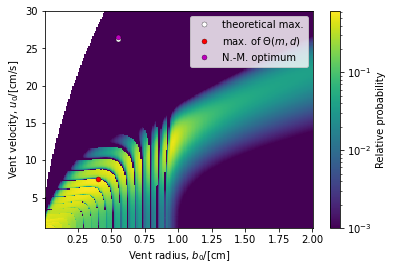 30
25
20
15
10
5
Vent velocity, u₀/[cm/s]
0.25 0.50 0.75 1.00 1.25 1.50 1.75 2.00
Vent radius, b₀/[cm]
theoretical max.
max. of Θ(m, d)
N.-M. optimum
10⁻¹
10⁻²
10⁻³
Relative probability